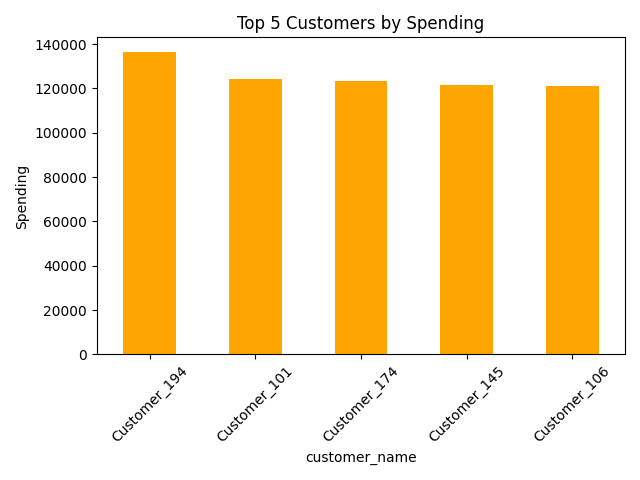 Top 5 Customers by Spending
140000
120000
100000
80000
60000
40000
20000
0
Spending
Customer_194
Customer_101
Customer_174
Customer_145
Customer_106
customer_name